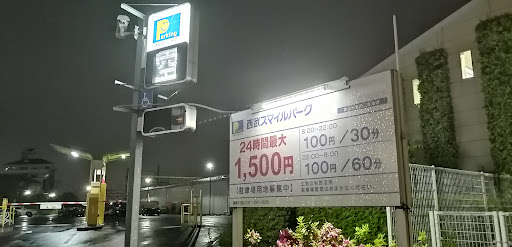 Parking
西武スマイルパーク
24時間最大
1,500円
8:00-22:00
100円/30分
22:00-8:00
100円/60分
【駐車場用地募集中】